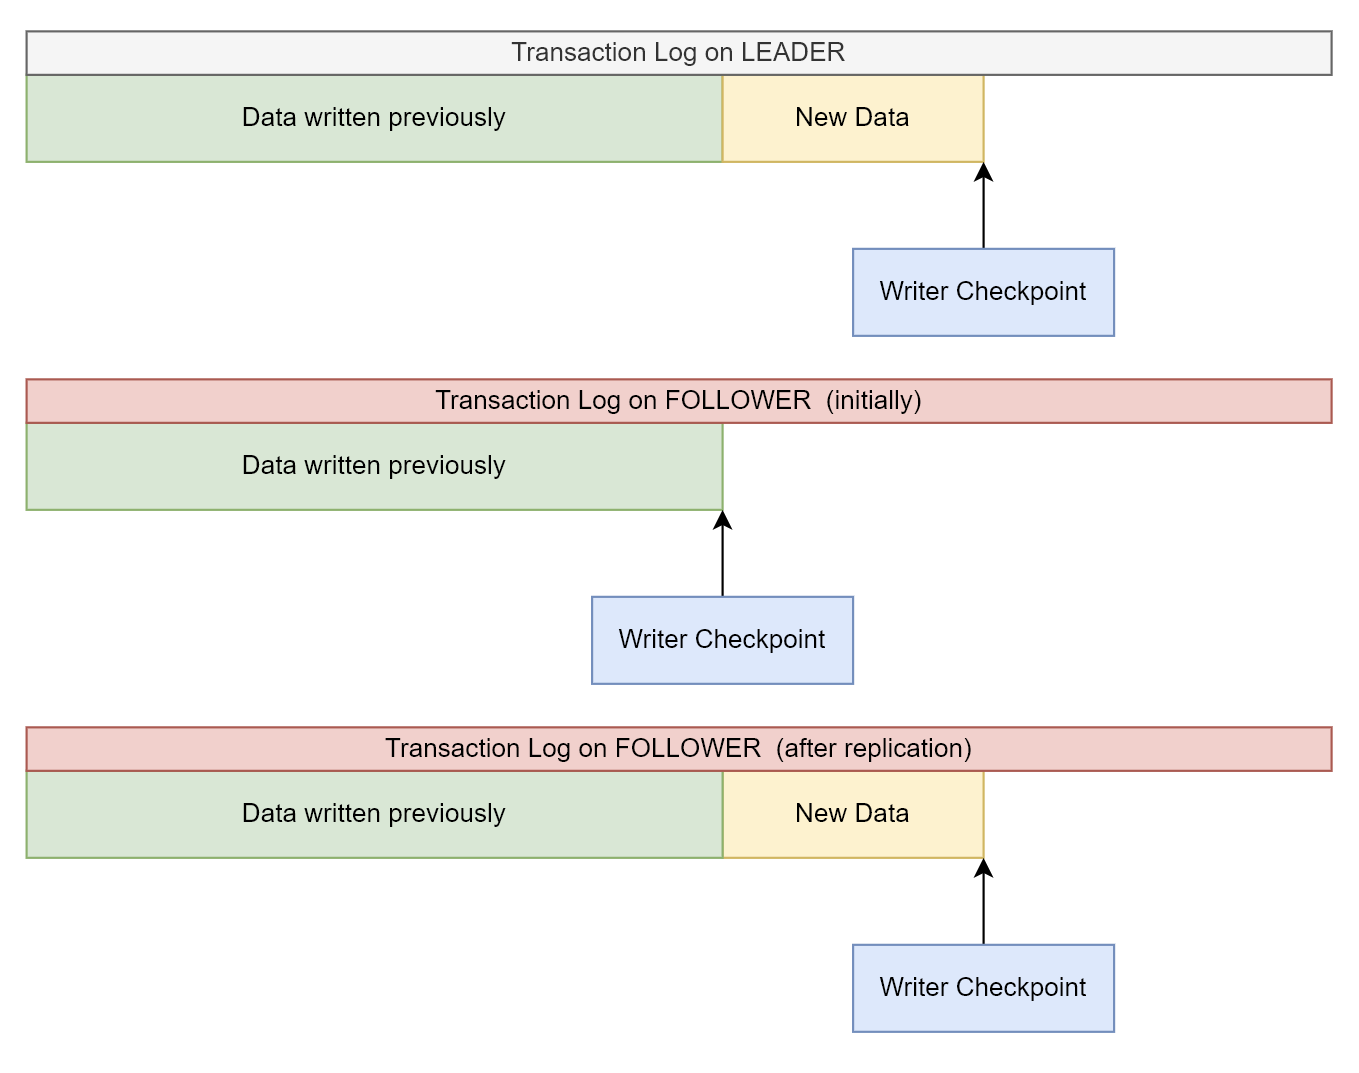 Transaction Log on LEADER
Data written previously
New Data
Writer Checkpoint
Transaction Log on FOLLOWER (initially)
Data written previously
Writer Checkpoint
Transaction Log on FOLLOWER (after replication)
Data written previously
New Data
Writer Checkpoint